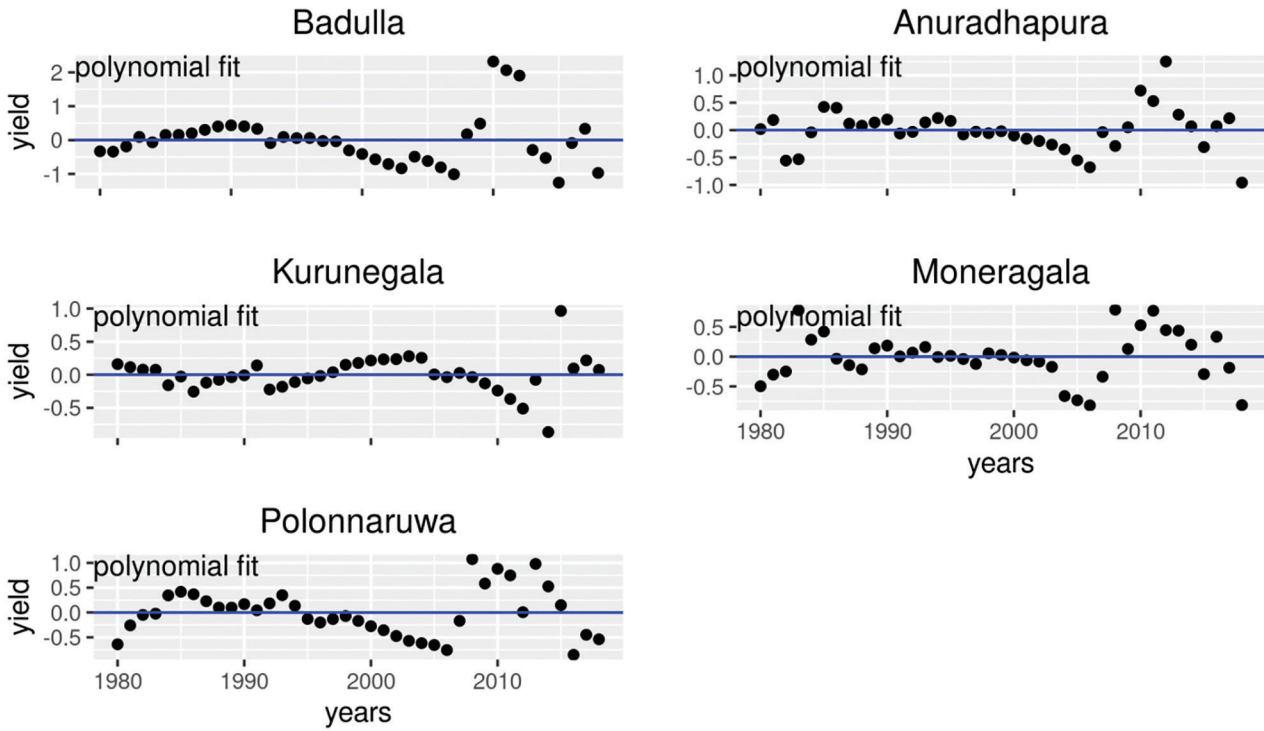 Badulla
polynomial fit
yield
2
1
0
-1
Anuradhapura
polynomial fit
1.0
0.5
0.0
-0.5
-1.0
Kurunegala
polynomial fit
yield
1.0
0.5
0.0
-0.5
Moneragala
polynomial fit
0.5
0.0
-0.5
1980 1990 2000 2010
years
Polonnaruwa
polynomial fit
yield
1.0
0.5
0.0
-0.5
1980 1990 2000 2010
years